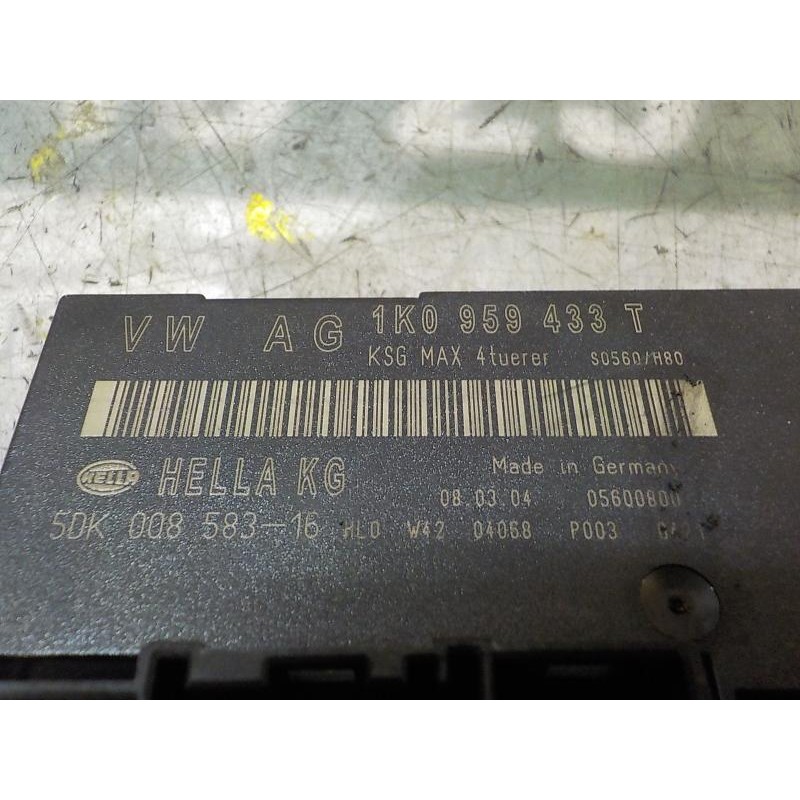 VW AG 1K0 959 433 T
KSG MAX 4tuerer S0560/H80
HELLA HELLA KG Made in Germany
08.03.04 05600800
5DK 008 583-16 HLO W42 04068 P003